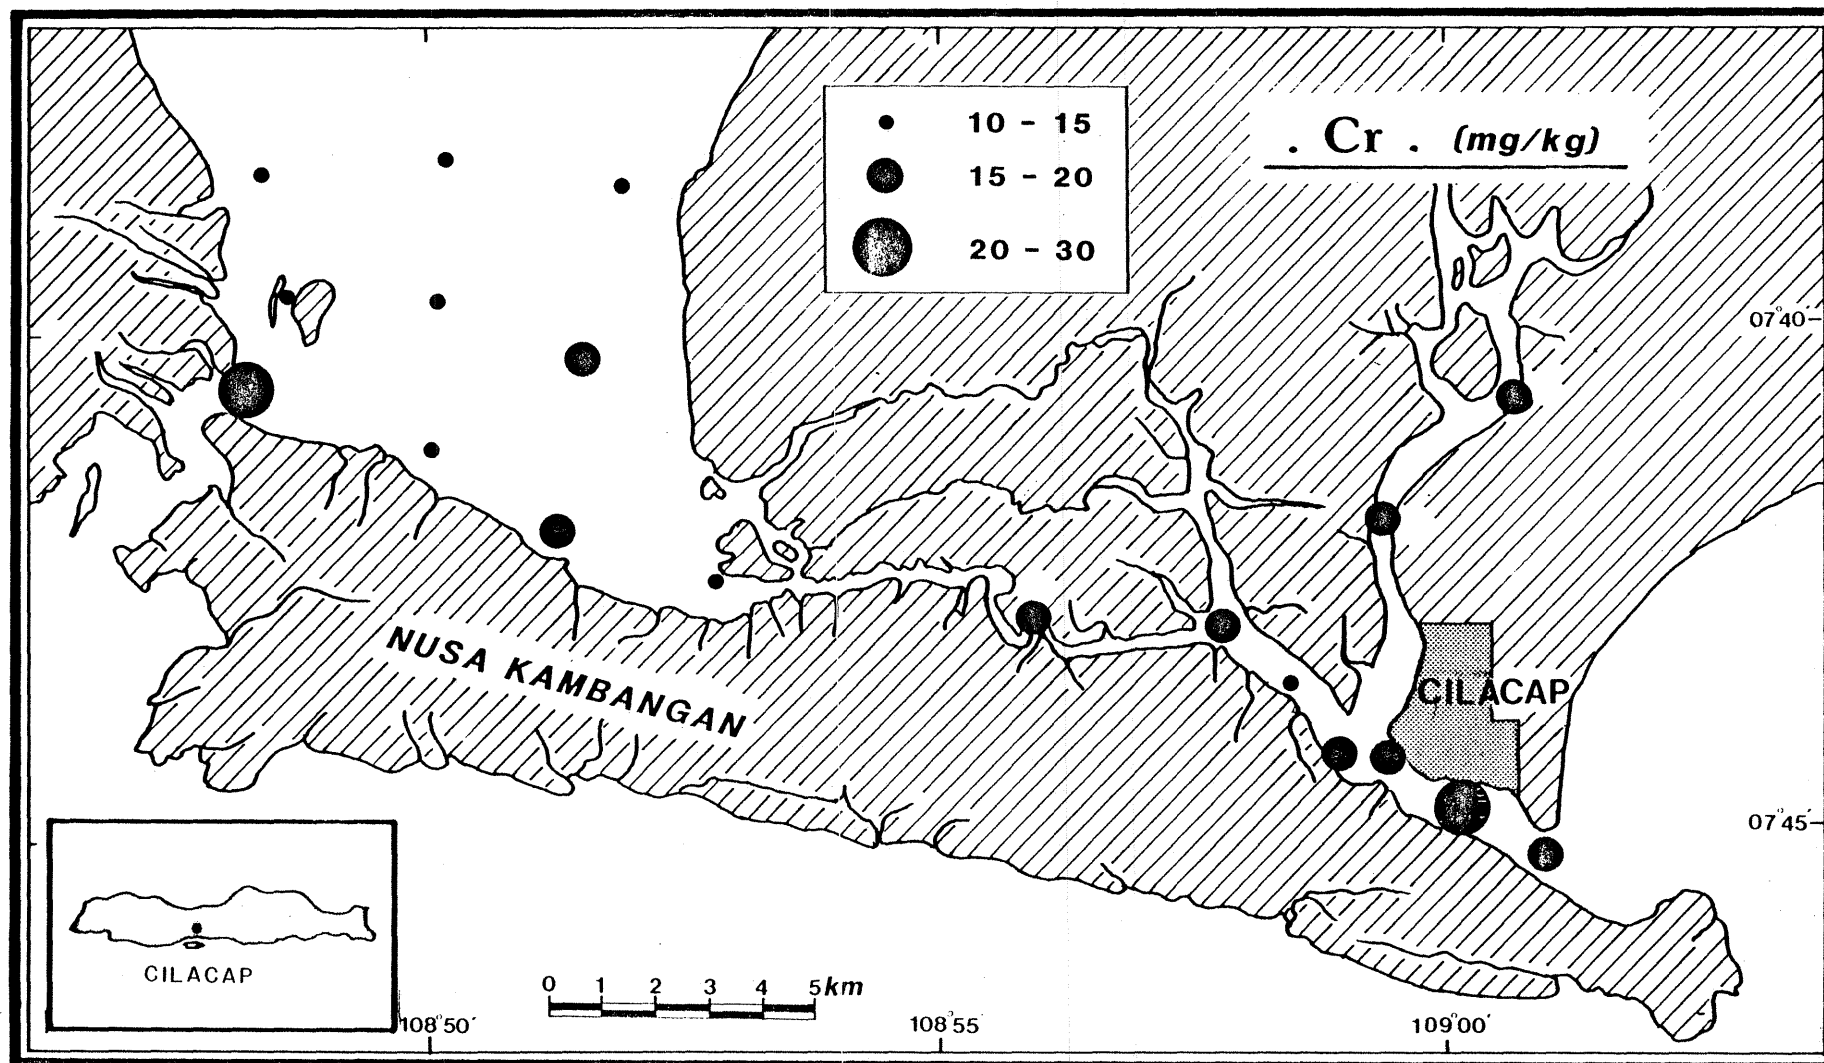 10 - 15
15 - 20
20 - 30
. Cr . (mg/kg)
07°40'
NUSA KAMBANGAN
CILACAP
07°45'
CILACAP
0 1 2 3 4 5 km
108°50'
108°55'
109°00'